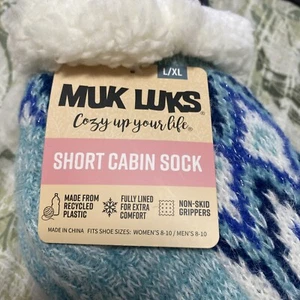 L/XL
MUK LUKS®
Cozy up your life®
SHORT CABIN SOCK
MADE FROM
RECYCLED
PLASTIC
FULLY LINED
FOR EXTRA
COMFORT
NON-SKID
GRIPPERS
MADE IN CHINA FITS SHOE SIZES: WOMEN'S 8-10 / MEN'S 8-10